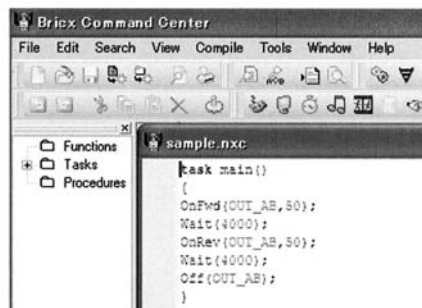 Bricx Command Center
File Edit Search View Compile Tools Window Help
Functions
Tasks
Procedures
sample.nxc
task main()
{
OnFwd(OUT_AB,50);
Wait(4000);
OnRev(OUT_AB,50);
Wait(4000);
Off(OUT_AB);
}